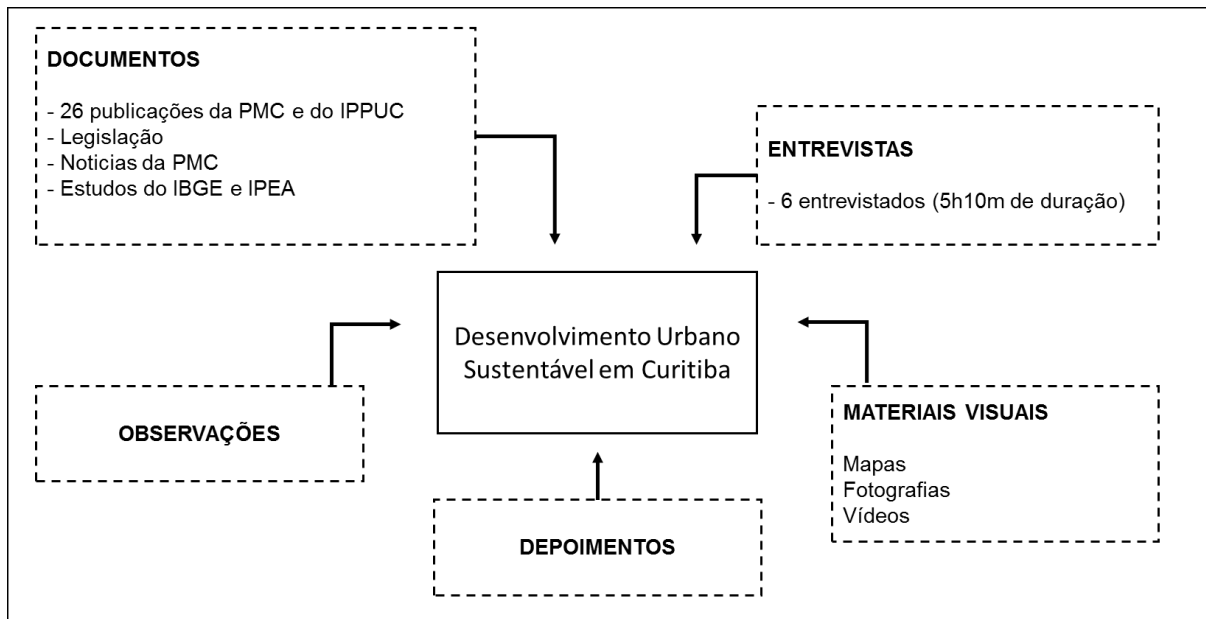 DOCUMENTOS
- 26 publicações da PMC e do IPPUC
- Legislação
- Noticias da PMC
- Estudos do IBGE e IPEA
ENTREVISTAS
- 6 entrevistados (5h10m de duração)
Desenvolvimento Urbano
Sustentável em Curitiba
OBSERVAÇÕES
MATERIAIS VISUAIS
Mapas
Fotografias
Vídeos
DEPOIMENTOS